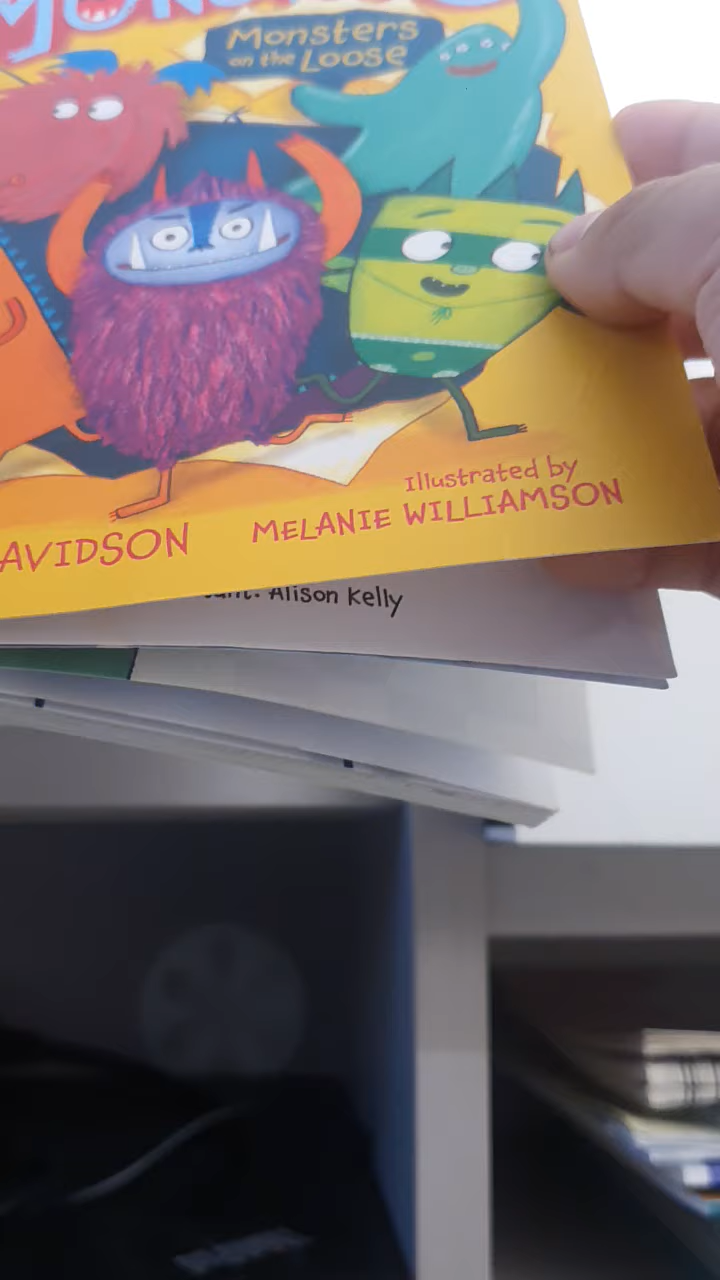 Monsters
on the Loose
Illustrated by
AVIDSON MELANIE WILLIAMSON
Alison Kelly